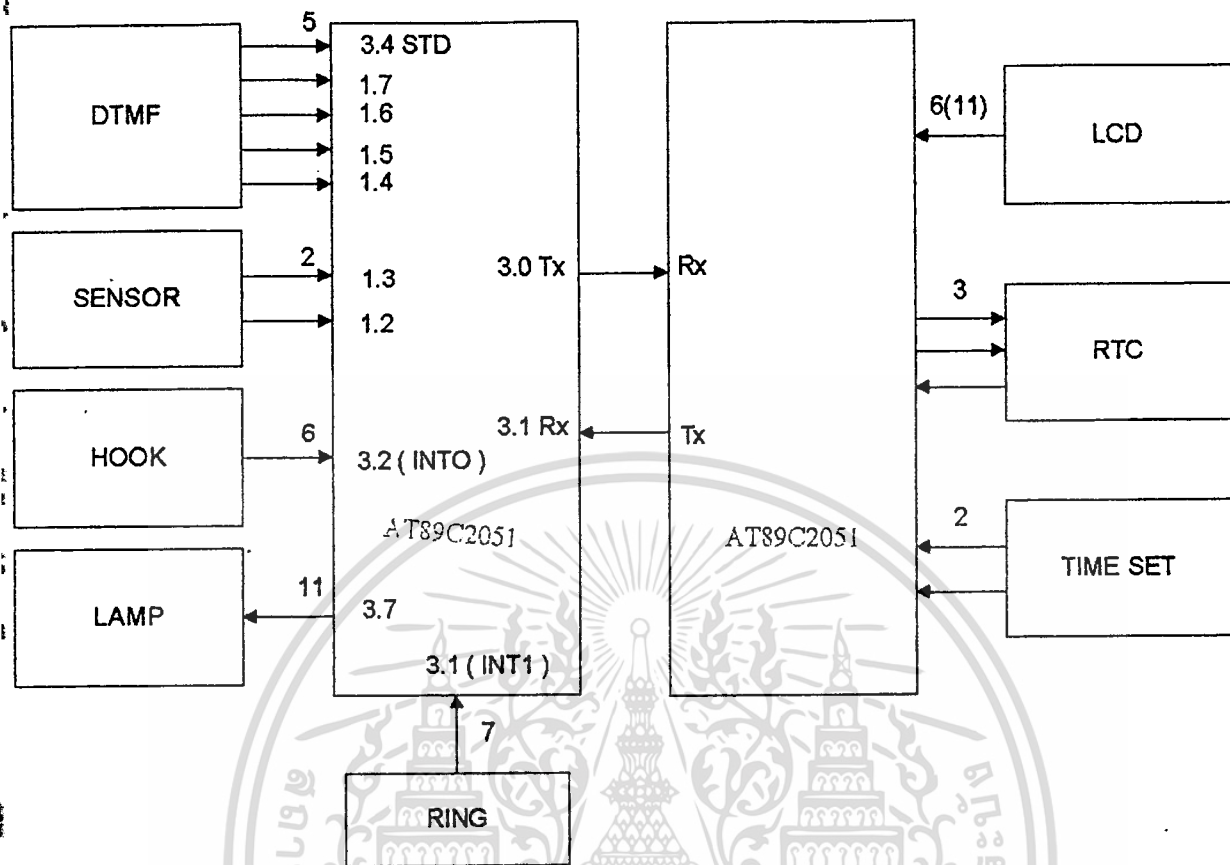 DTMF
5
3.4 STD
1.7
1.6
1.5
1.4
SENSOR
2
1.3
1.2
HOOK
6
3.2 ( INTO )
LAMP
11
3.7
AT89C2051
3.1 ( INT1 )
7
RING
3.0 Tx
3.1 Rx
Rx
Tx
AT89C2051
6(11)
LCD
3
RTC
2
TIME SET